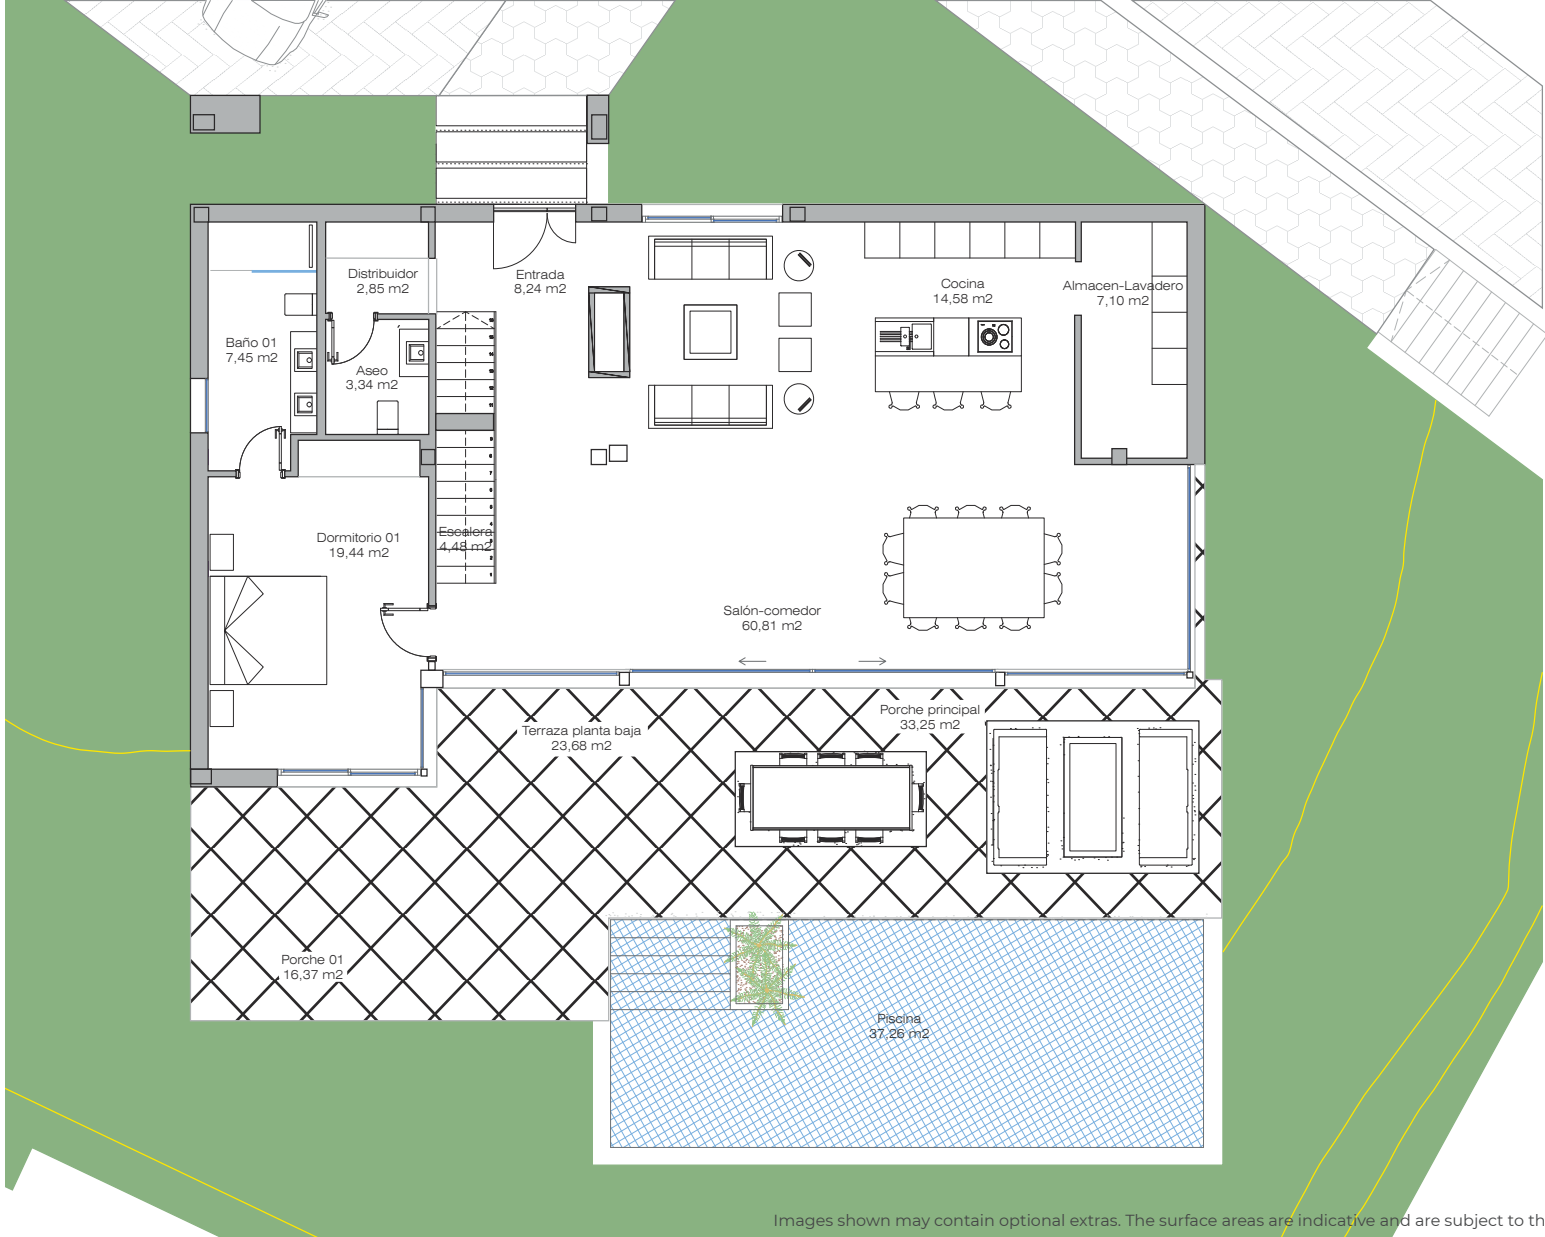 Distribuidor
2,85 m2
Entrada
8,24 m2
Cocina
14,58 m2
Almacen-Lavadero
7,10 m2
Baño 01
7,45 m2
Aseo
3,34 m2
Dormitorio 01
19,44 m2
Escalera
4,48 m2
Salón-comedor
60,81 m2
Terraza planta baja
23,68 m2
Porche principal
33,25 m2
Porche 01
16,37 m2
Piscina
37,26 m2
Images shown may contain optional extras. The surface areas are indicative and are subject to th